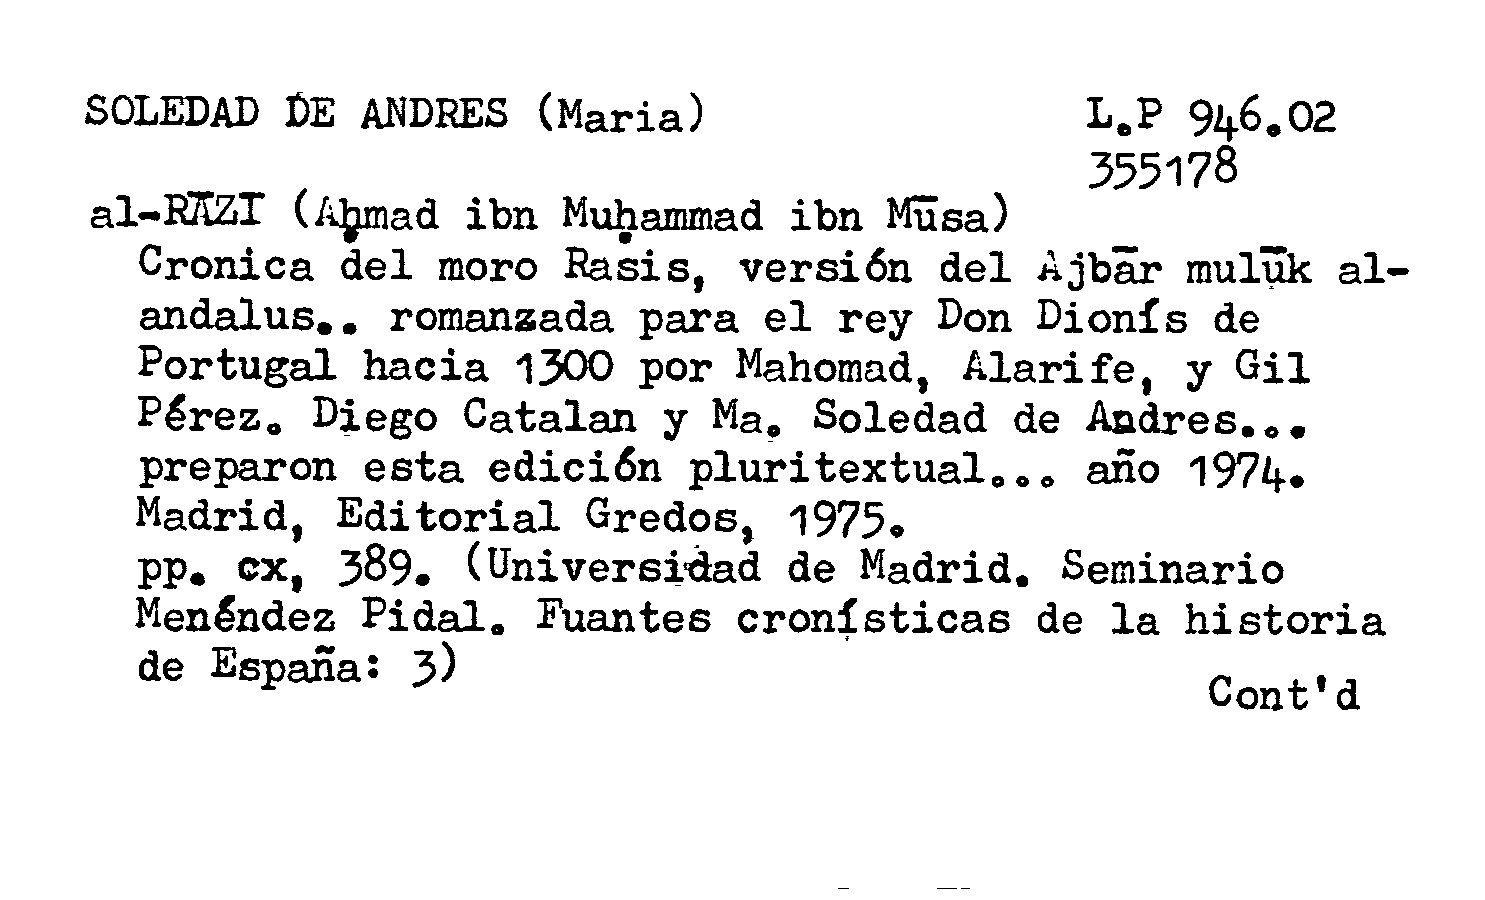 SOLEDAD DE ANDRES (Maria)
L.P 946.02
355178
al-RĀZĪ (Aḥmad ibn Muḥammad ibn Mūsa)
Cronica del moro Rasis, versión del Ajbār mulūk al-
andalus.. romanzada para el rey Don Dionís de
Portugal hacia 1300 por Mahomad, Alarife, y Gil
Pérez. Diego Catalan y Ma. Soledad de Andres...
preparon esta edición pluritextual... año 1974.
Madrid, Editorial Gredos, 1975.
pp. cx, 389. (Universidad de Madrid. Seminario
Menéndez Pidal. Fuantes cronísticas de la historia
de España: 3)
Cont'd